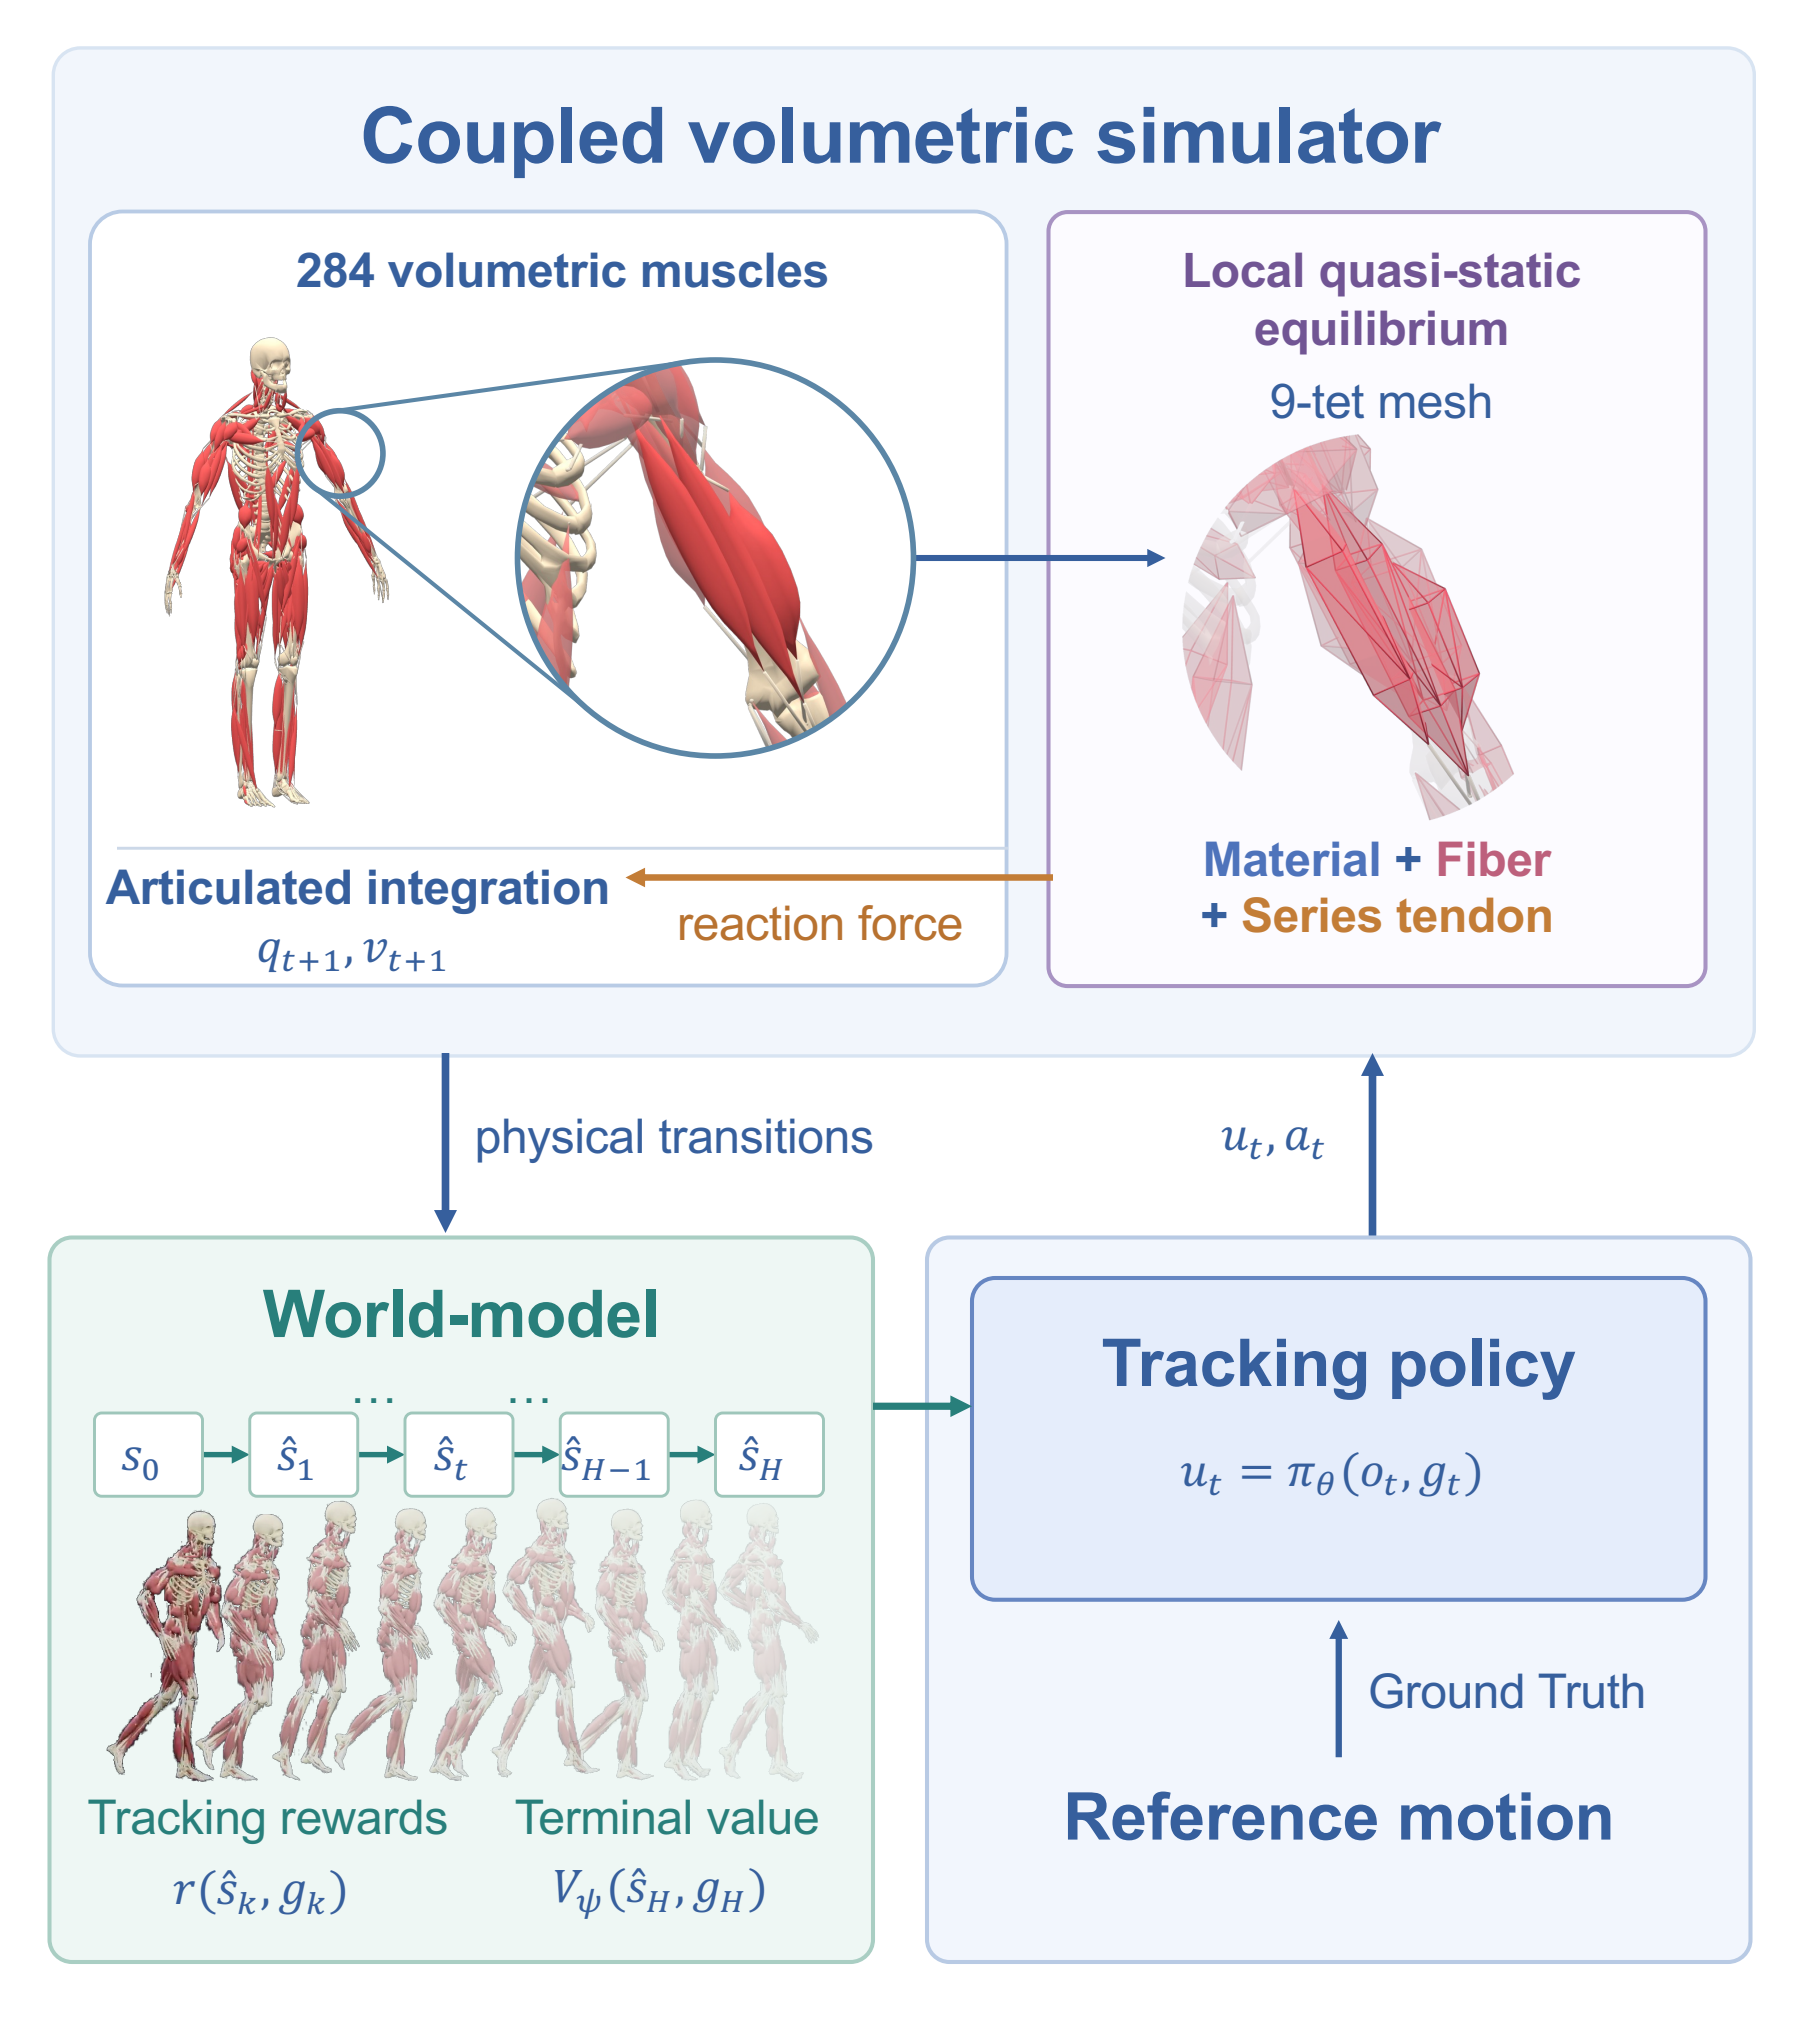 Coupled volumetric simulator
284 volumetric muscles
Local quasi-static
equilibrium
9-tet mesh
Material + Fiber
+ Series tendon
Articulated integration
q_{t+1}, v_{t+1}
reaction force
physical transitions
u_t, a_t
World-model
... ...
s_0 ŝ_1 ŝ_t ŝ_{H−1} ŝ_H
Tracking rewards Terminal value
r(ŝ_k, g_k) V_ψ(ŝ_H, g_H)
Tracking policy
u_t = π_θ(o_t, g_t)
Ground Truth
Reference motion